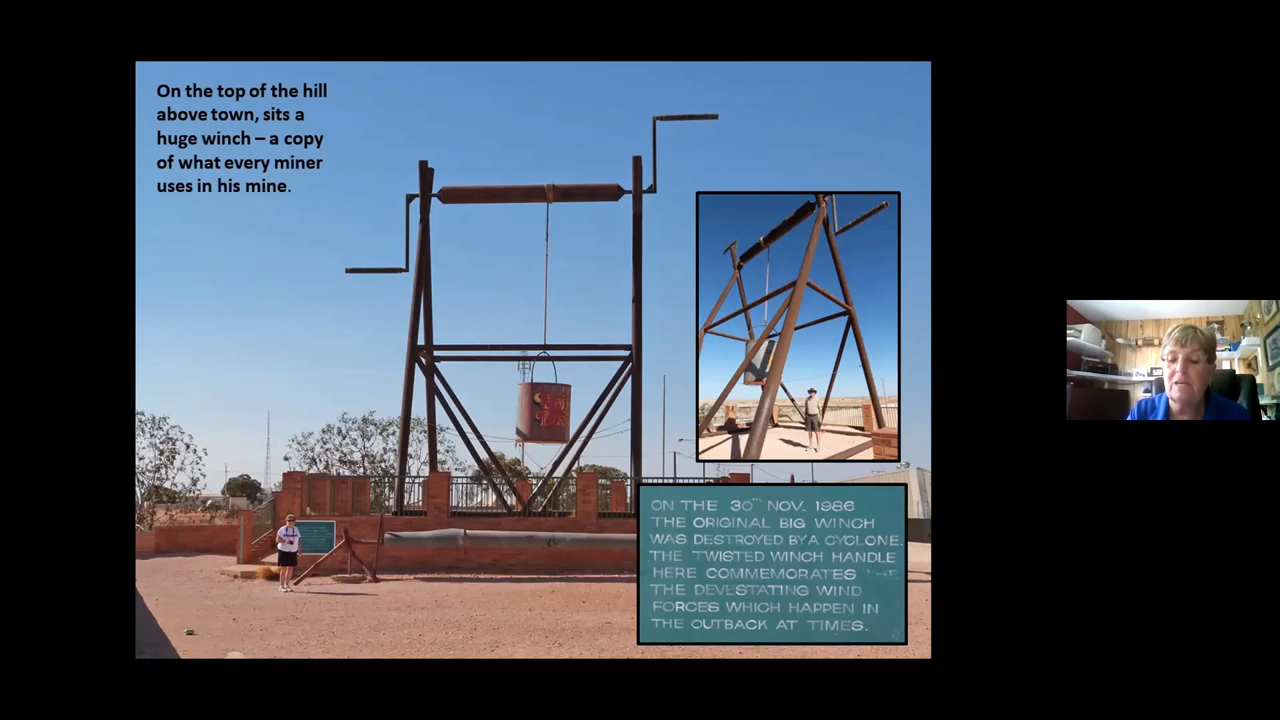 On the top of the hill
above town, sits a
huge winch – a copy
of what every miner
uses in his mine.
ON THE 30TH NOV. 1986
THE ORIGINAL BIG WINCH
WAS DESTROYED BY A CYCLONE.
THE TWISTED WINCH HANDLE
HERE COMMEMORATES
THE DEVESTATING WIND
FORCES WHICH HAPPEN IN
THE OUTBACK AT TIMES.